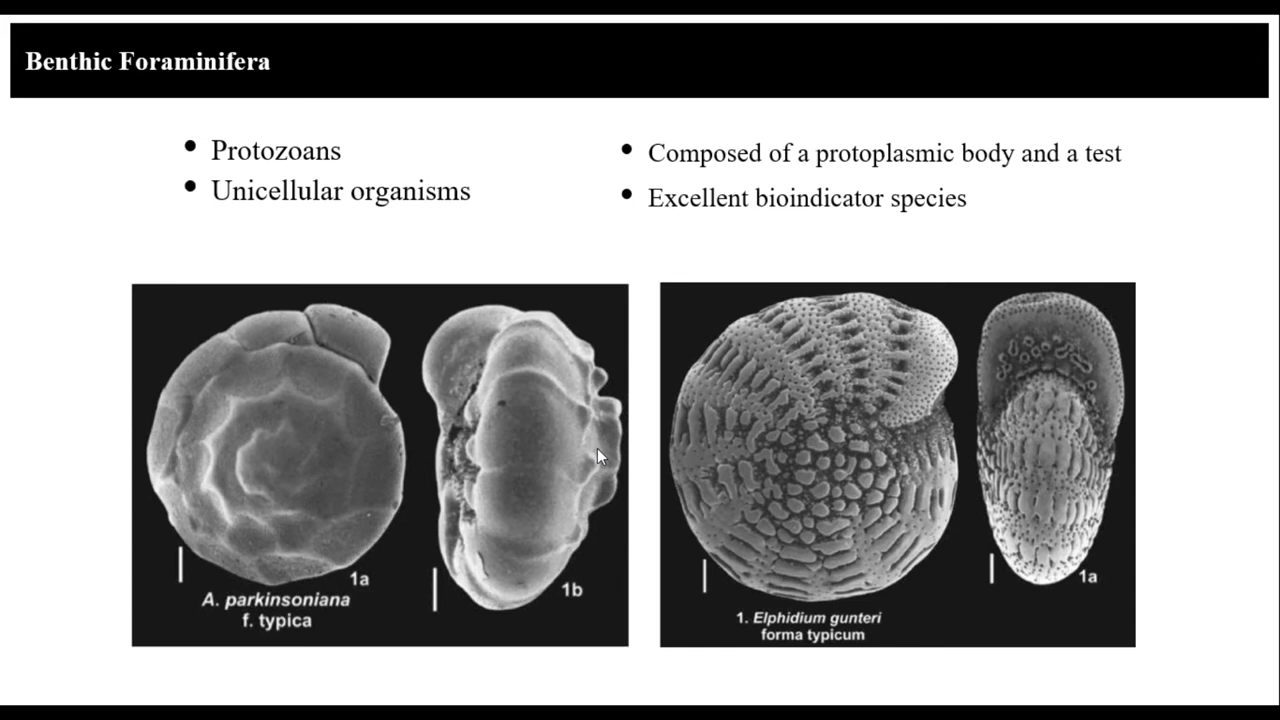 Benthic Foraminifera
• Protozoans
• Unicellular organisms
• Composed of a protoplasmic body and a test
• Excellent bioindicator species
1a
A. parkinsoniana
f. typica
1b
1. Elphidium gunteri
forma typicum
1a